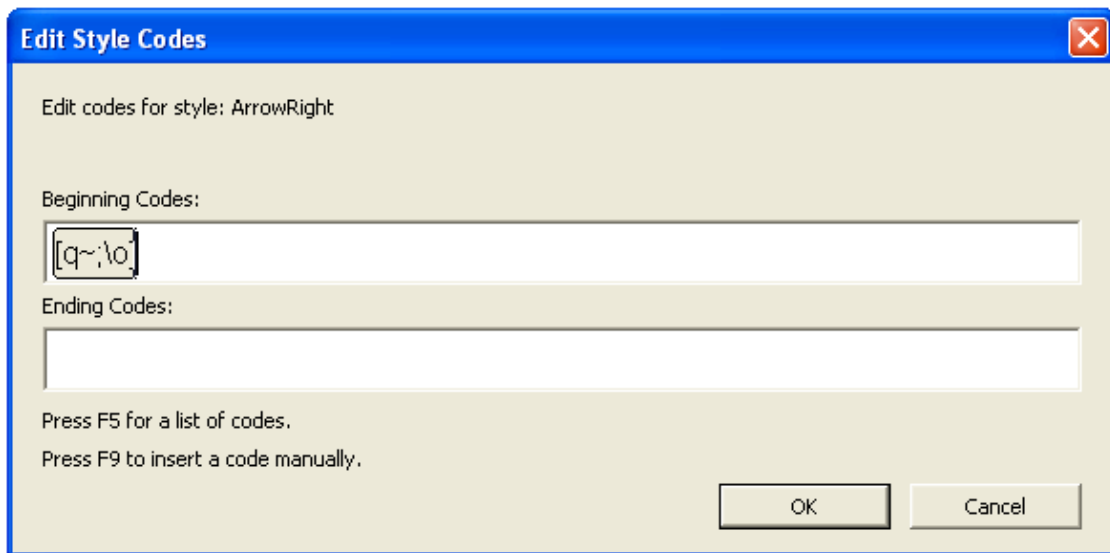 Edit Style Codes
Edit codes for style: ArrowRight
Beginning Codes:
[q~;\o]
Ending Codes:
Press F5 for a list of codes.
Press F9 to insert a code manually.
OK Cancel